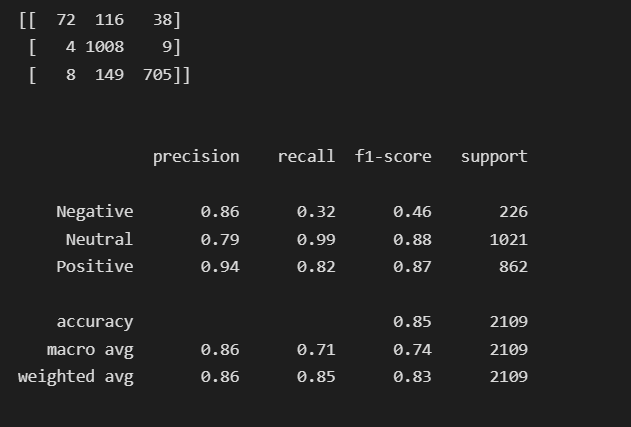 [[  72  116   38]
 [   4 1008    9]
 [   8  149  705]]
              precision    recall  f1-score   support
    Negative       0.86      0.32      0.46       226
     Neutral       0.79      0.99      0.88      1021
    Positive       0.94      0.82      0.87       862
    accuracy                           0.85      2109
   macro avg       0.86      0.71      0.74      2109
weighted avg       0.86      0.85      0.83      2109